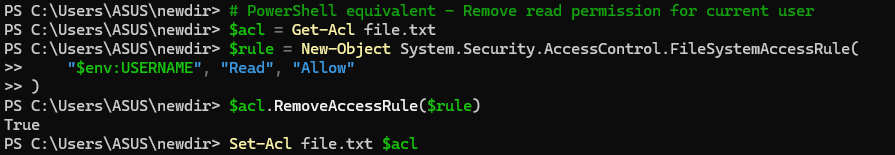 PS C:\Users\ASUS\newdir> # PowerShell equivalent - Remove read permission for current user
PS C:\Users\ASUS\newdir> $acl = Get-Acl file.txt
PS C:\Users\ASUS\newdir> $rule = New-Object System.Security.AccessControl.FileSystemAccessRule(
>>     "$env:USERNAME", "Read", "Allow"
>> )
PS C:\Users\ASUS\newdir> $acl.RemoveAccessRule($rule)
True
PS C:\Users\ASUS\newdir> Set-Acl file.txt $acl